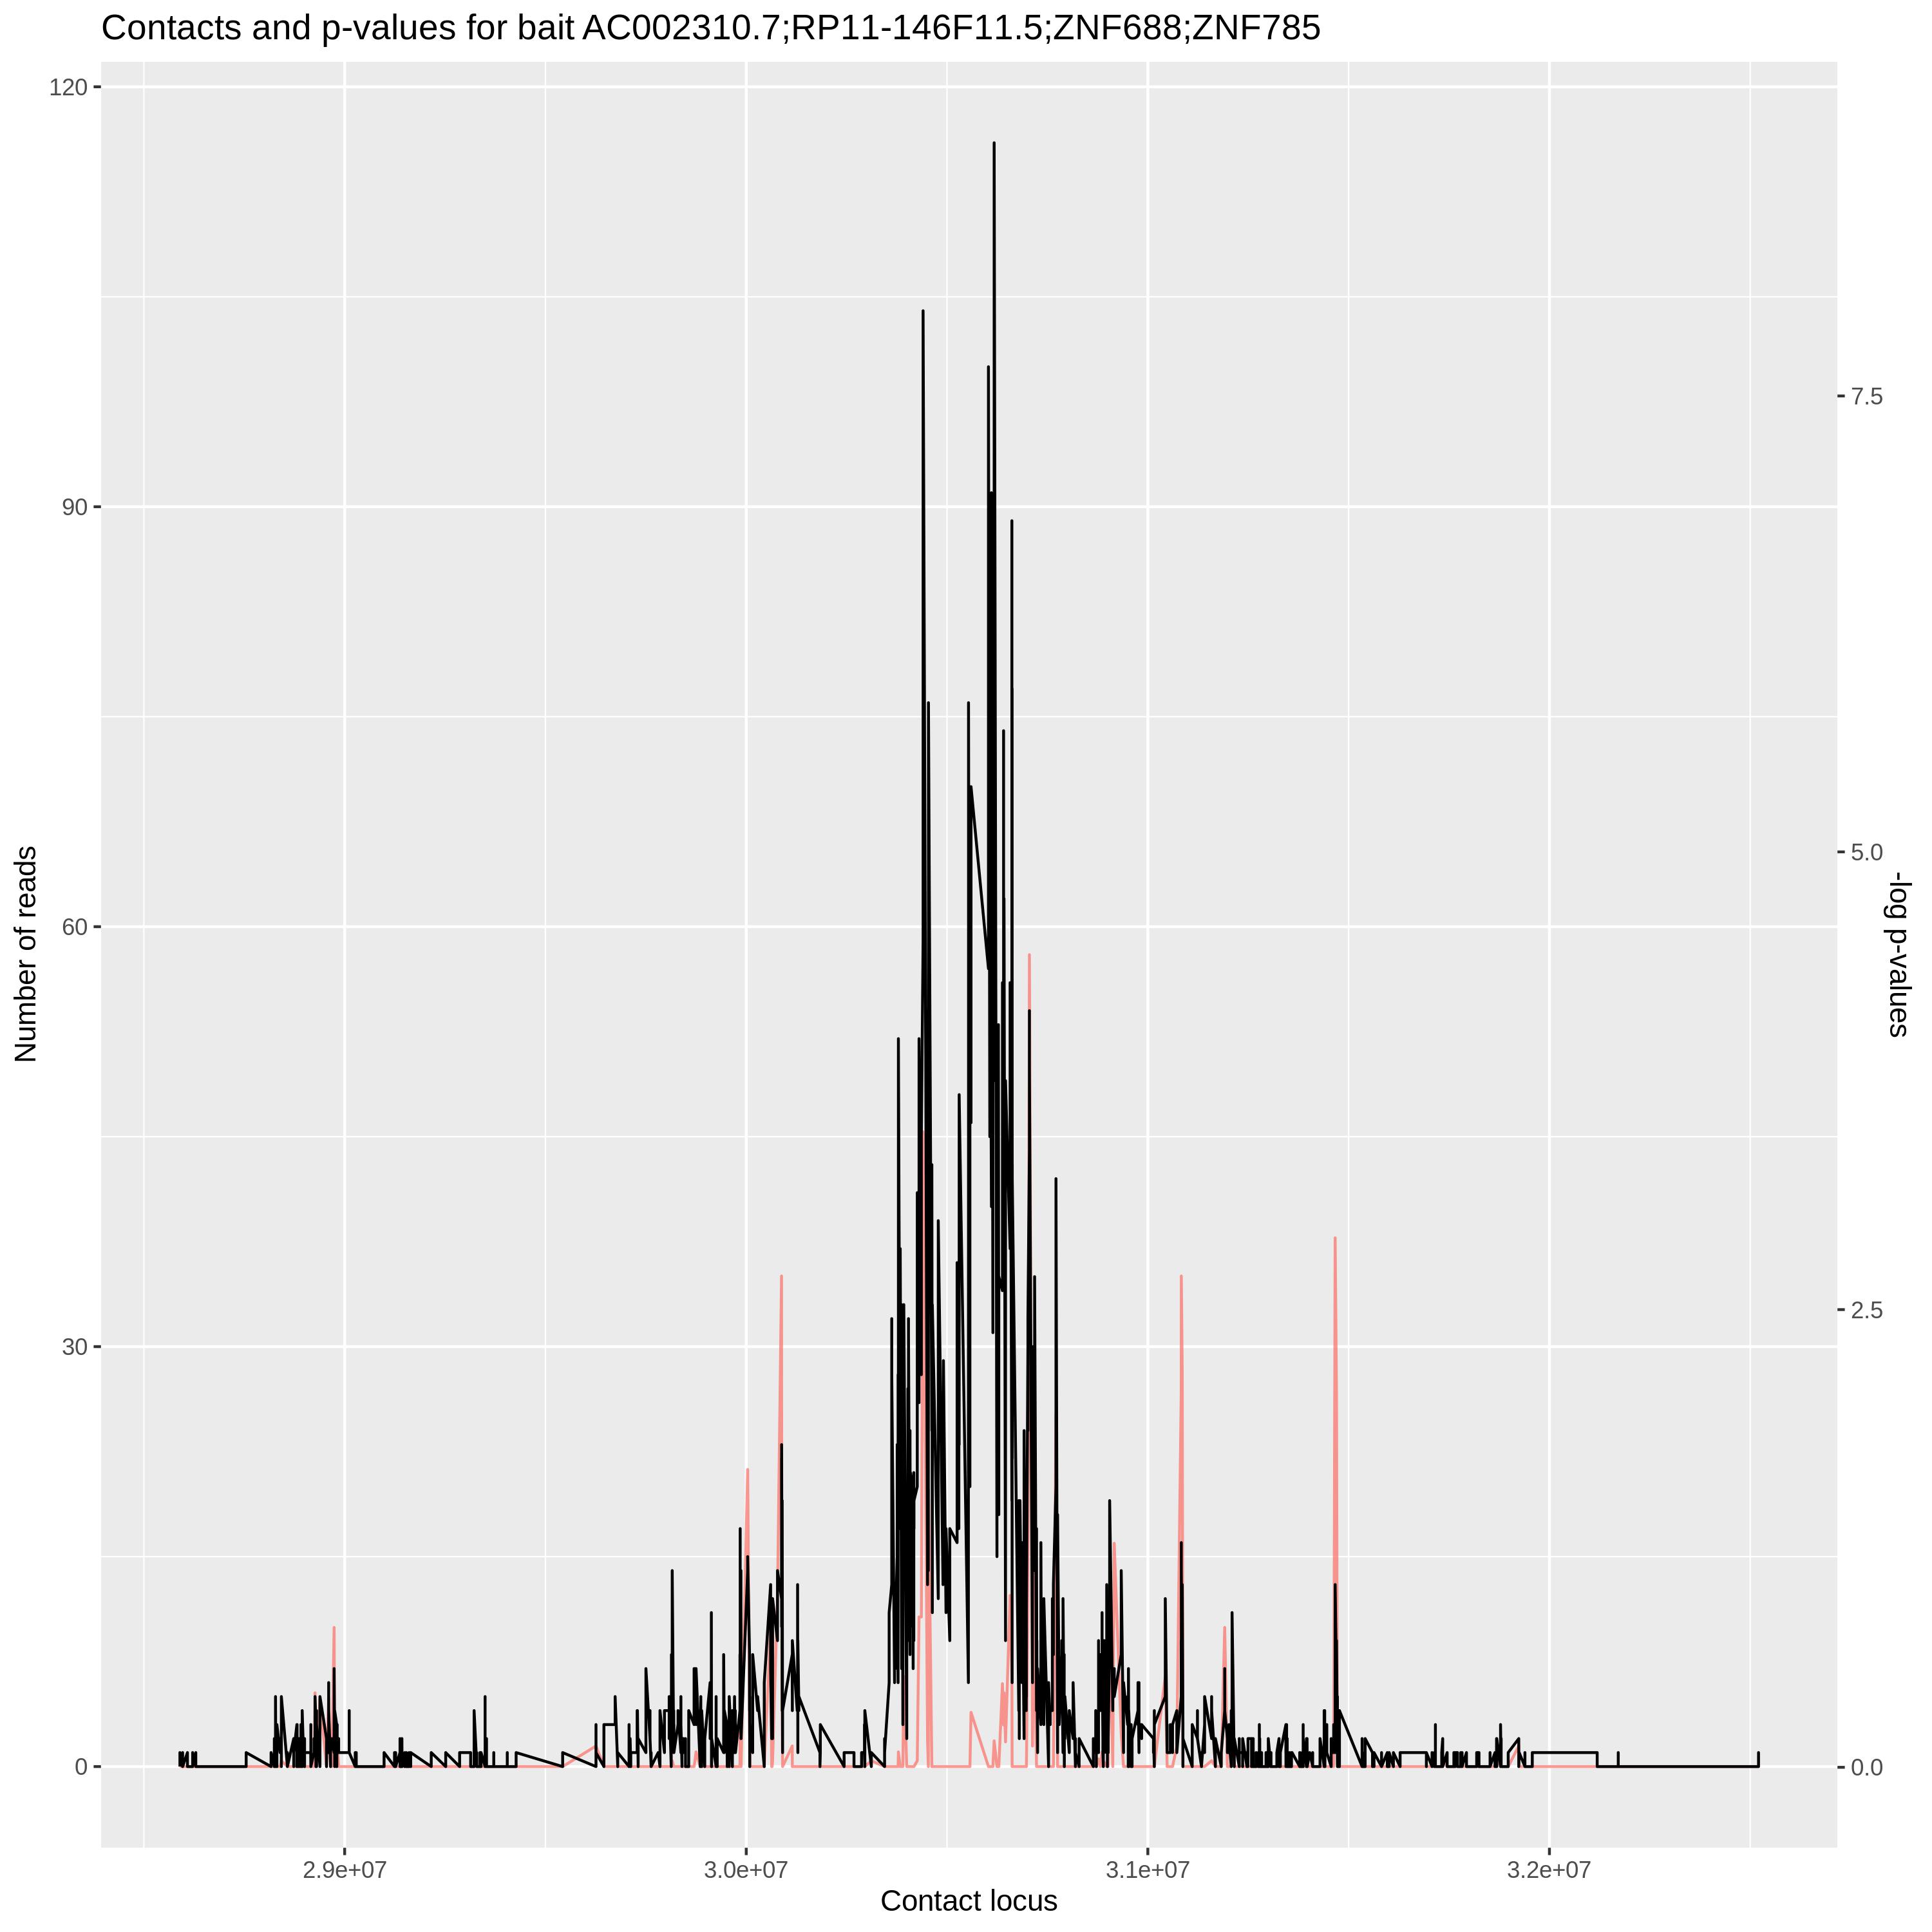 Contacts and p-values for bait AC002310.7;RP11-146F11.5;ZNF688;ZNF785
120
90
60
30
0
Number of reads
7.5
5.0
2.5
0.0
-log p-values
2.9e+07
3.0e+07
3.1e+07
3.2e+07
Contact locus